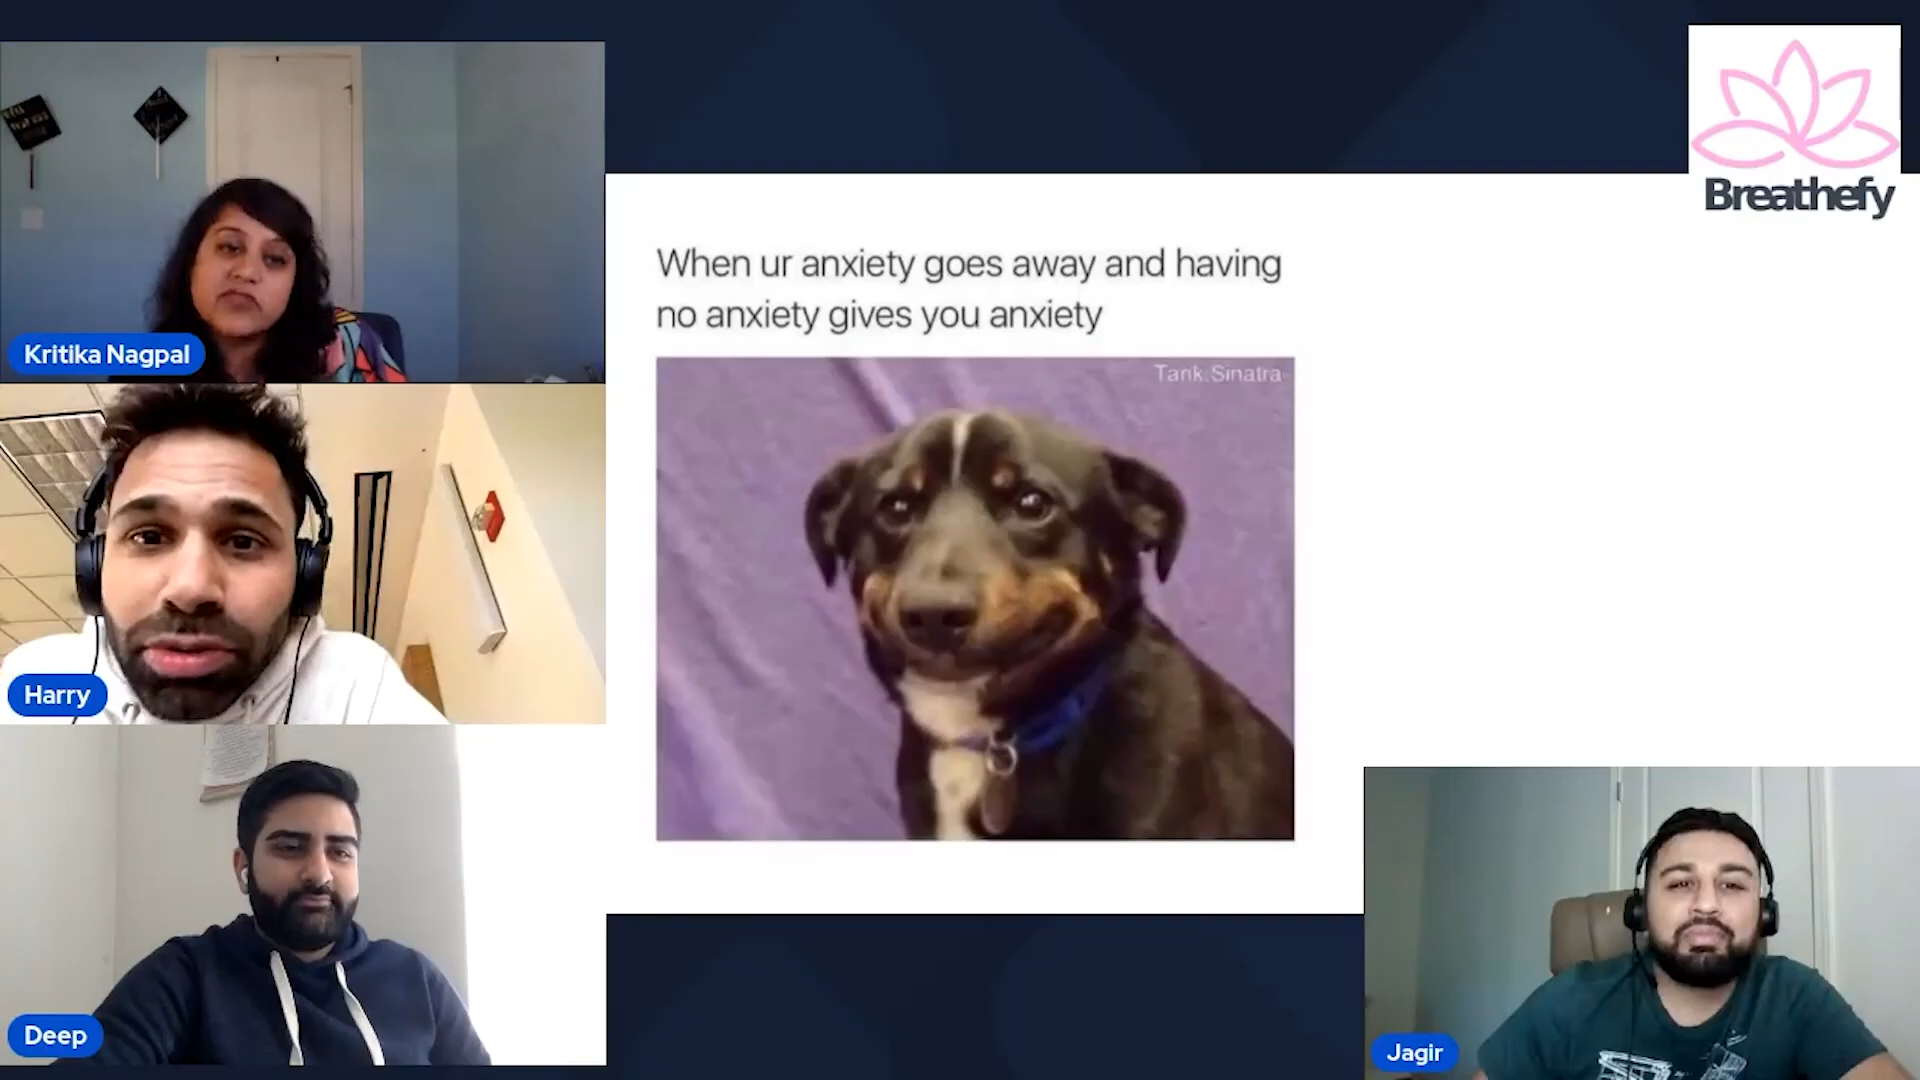 Breathefy
Kritika Nagpal
When ur anxiety goes away and having
no anxiety gives you anxiety
Tank.Sinatra
Harry
Deep
Jagir